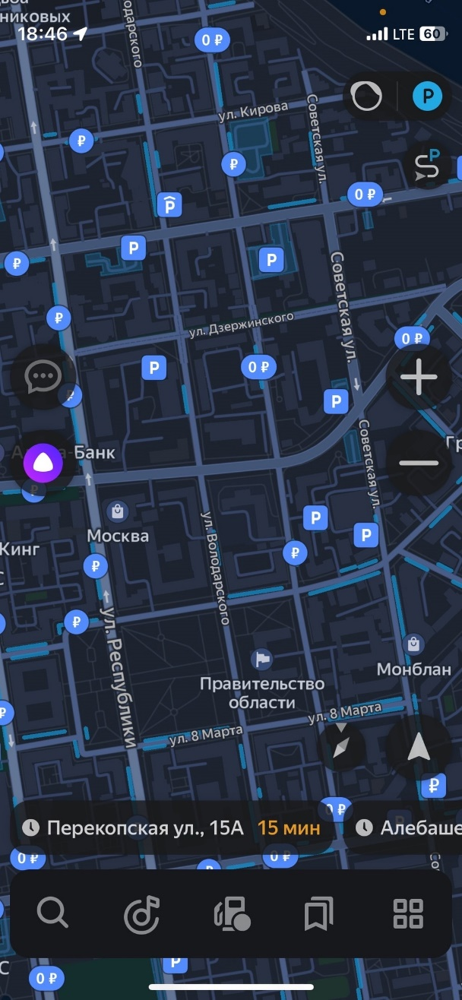 НИКОВЫХ
18:46
LTE 60
0 ₽
P
ул. Кирова
Советская ул.
₽
₽
P
0 ₽
P
P
P
₽
Советская ул.
₽
ул. Дзержинского
0 ₽
P
0 ₽
₽
P
-Банк
Советская ул.
Гр
₽
P
Москва
P
ул. Володарского
Кинг
₽
₽
С
₽
ул. Республики
Монблан
Правительство
области
₽
ул. 8 Марта
ул. 8 Марта
₽
0 ₽
Перекопская ул., 15А 15 мин
Алебаше
0 ₽
0 ₽
С
P
0 ₽